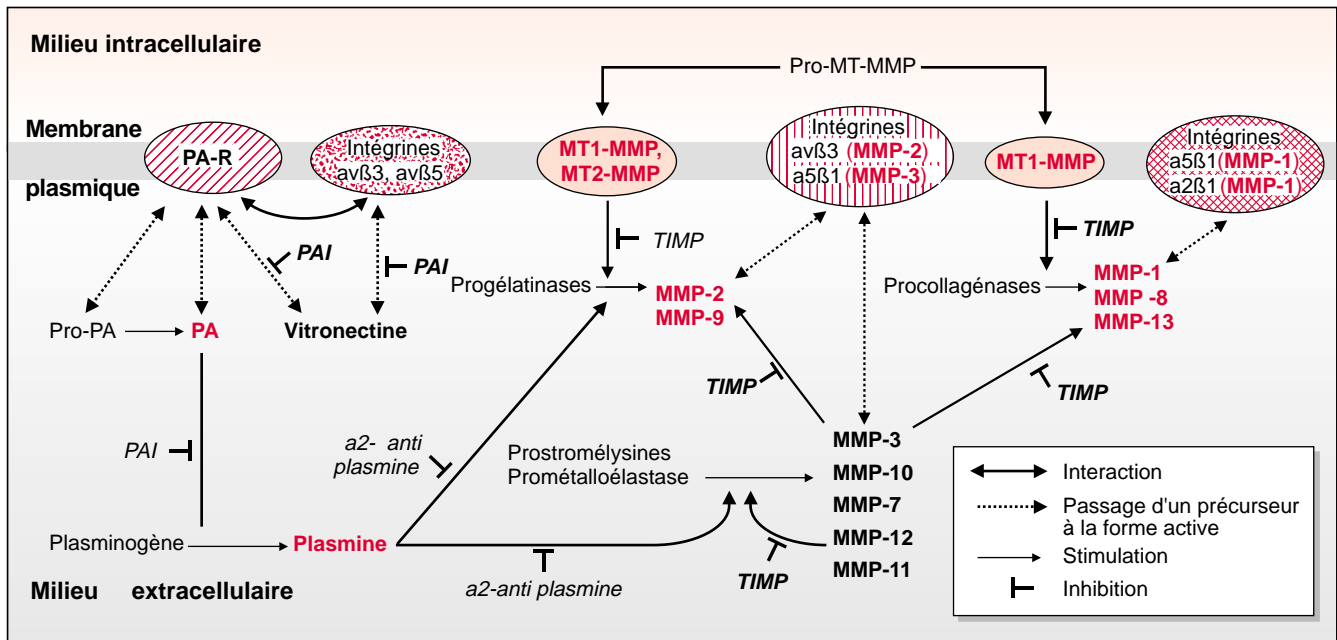 Milieu intracellulaire
Pro-MT-MMP
Membrane
plasmique
PA-R
Intégrines
avß3, avß5
MT1-MMP,
MT2-MMP
Intégrines
avß3 (MMP-2)
a5ß1 (MMP-3)
MT1-MMP
Intégrines
a5ß1(MMP-1)
a2ß1(MMP-1)
PAI
PAI
TIMP
TIMP
Pro-PA
PA
Vitronectine
Progélatinases
MMP-2
MMP-9
Procollagénases
MMP-1
MMP -8
MMP-13
TIMP
TIMP
PAI
a2- anti
plasmine
Prostromélysines
Prométalloélastase
MMP-3
MMP-10
MMP-7
MMP-12
MMP-11
Plasminogène
Plasmine
a2-anti plasmine
TIMP
Milieu extracellulaire
Interaction
Passage d'un précurseur
à la forme active
Stimulation
Inhibition